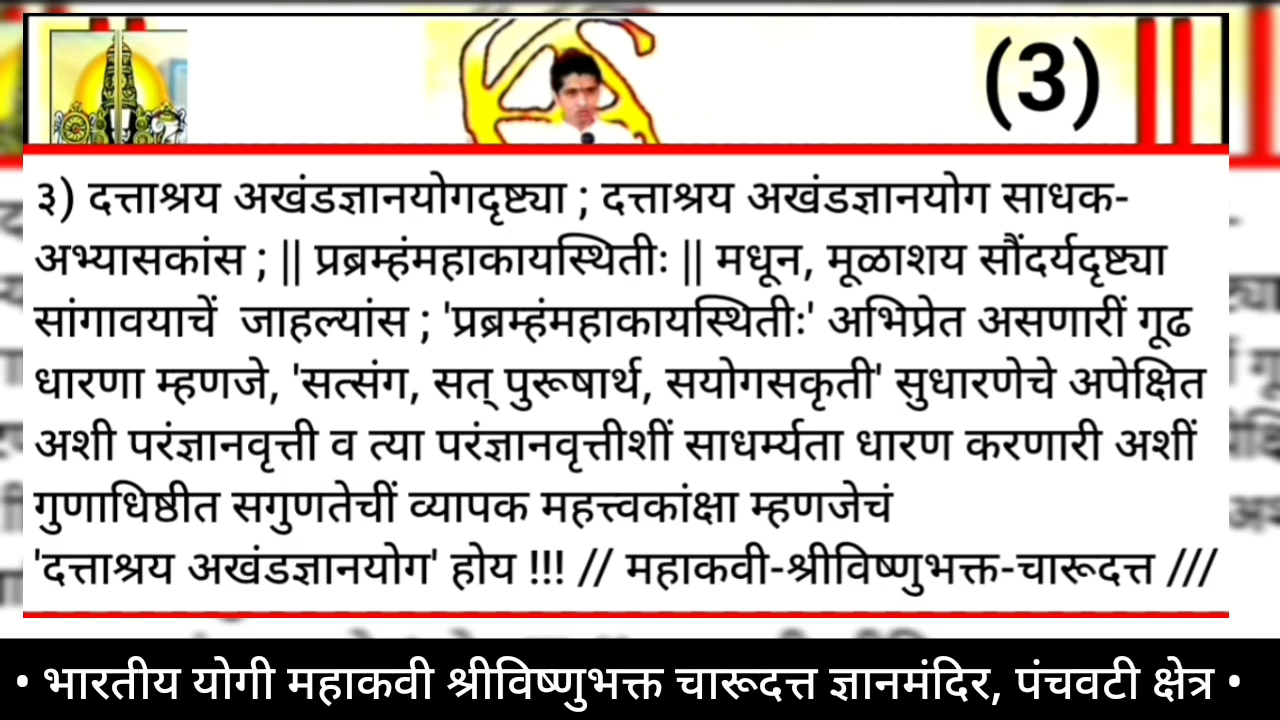 (3)
३) दत्ताश्रय अखंडज्ञानयोगदृष्ट्या ; दत्ताश्रय अखंडज्ञानयोग साधक-
अभ्यासकांस ; || प्रब्रम्हंमहाकायस्थितीः || मधून, मूळाशय सौंदर्यदृष्ट्या
सांगावयाचें जाहल्यांस ; 'प्रब्रम्हंमहाकायस्थितीः' अभिप्रेत असणारीं गूढ
धारणा म्हणजे, 'सत्संग, सत् पुरूषार्थ, सयोगसकृती' सुधारणेचे अपेक्षित
अशी परंज्ञानवृत्ती व त्या परंज्ञानवृत्तीशीं साधर्म्यता धारण करणारी अशीं
गुणाधिष्ठीत सगुणतेचीं व्यापक महत्त्वकांक्षा म्हणजेचं
'दत्ताश्रय अखंडज्ञानयोग' होय !!! // महाकवी-श्रीविष्णुभक्त-चारूदत्त ///
• भारतीय योगी महाकवी श्रीविष्णुभक्त चारूदत्त ज्ञानमंदिर, पंचवटी क्षेत्र •